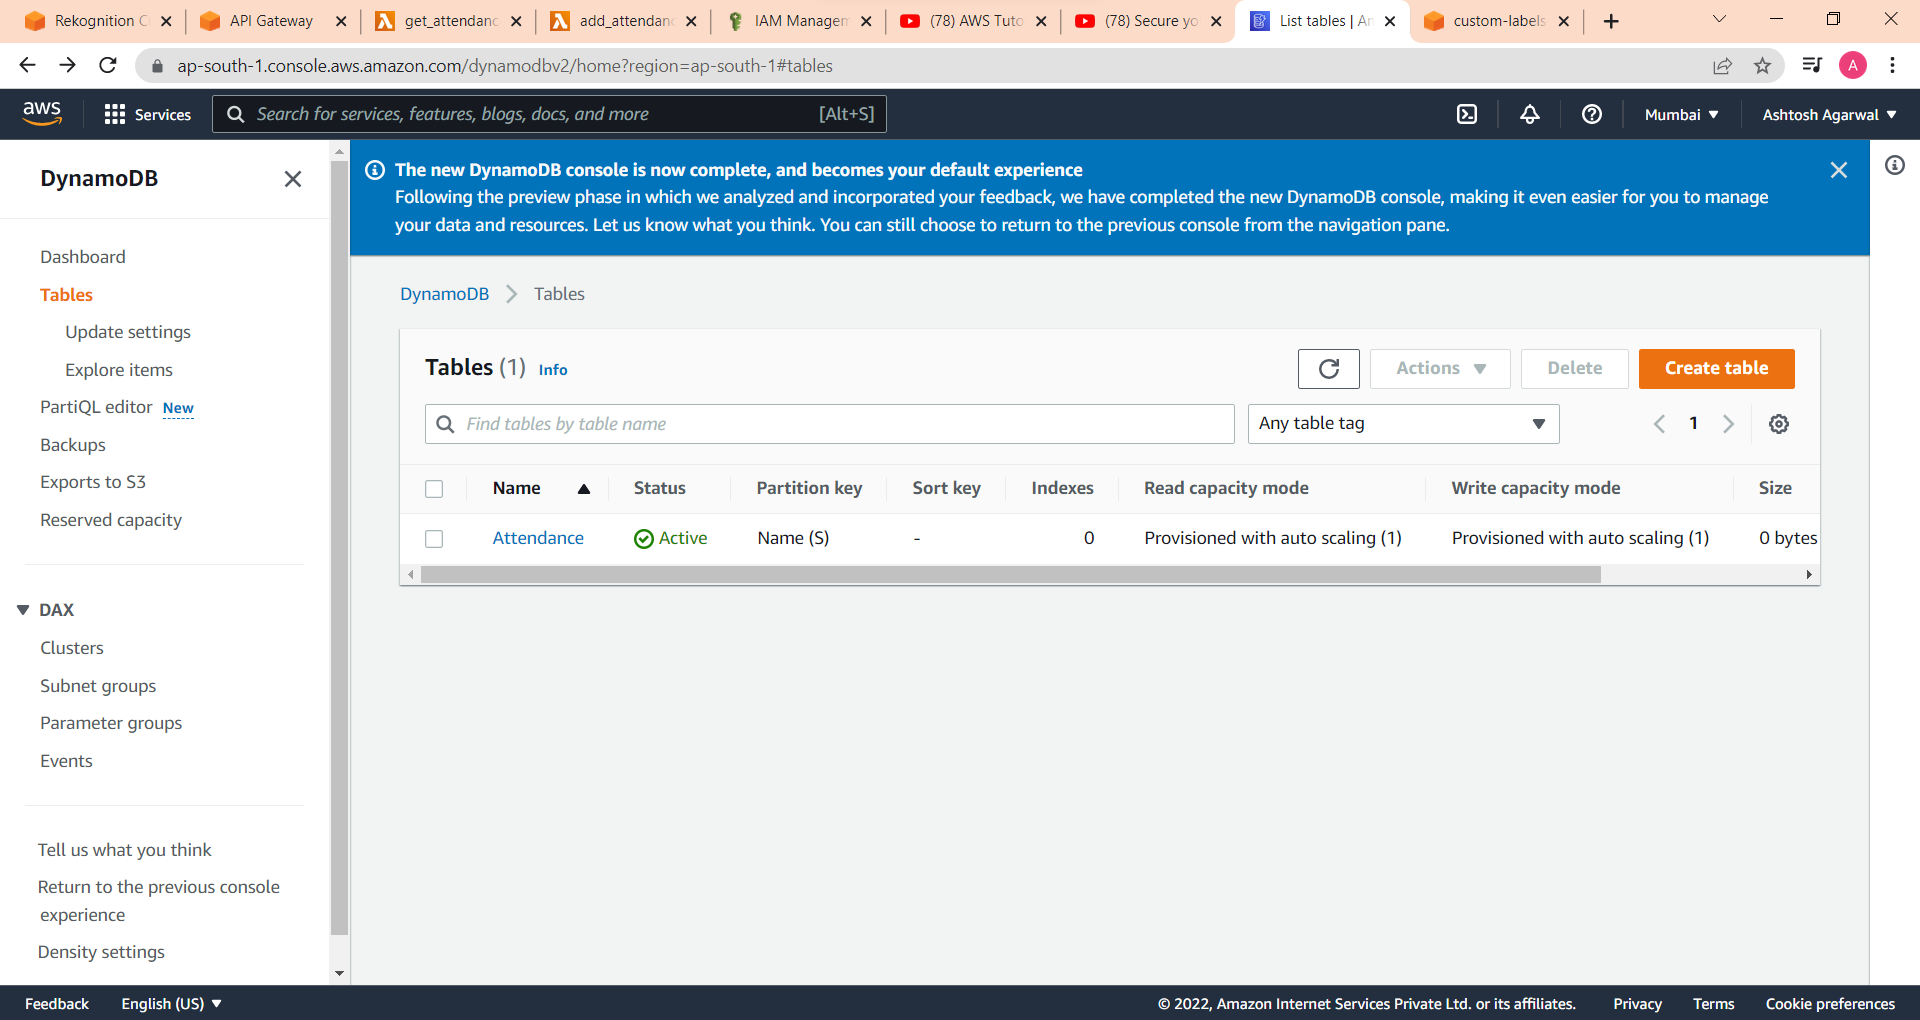 Rekognition C
API Gateway
get_attendanc
add_attendan
IAM Managem
(78) AWS Tuto
(78) Secure yo
List tables | Am
custom-labels-
ap-south-1.console.aws.amazon.com/dynamodbv2/home?region=ap-south-1#tables
A
aws
Services
Search for services, features, blogs, docs, and more
[Alt+S]
Mumbai
Ashtosh Agarwal
DynamoDB
Dashboard
Tables
Update settings
Explore items
PartiQL editor New
Backups
Exports to S3
Reserved capacity
DAX
Clusters
Subnet groups
Parameter groups
Events
Tell us what you think
Return to the previous console
experience
Density settings
The new DynamoDB console is now complete, and becomes your default experience
Following the preview phase in which we analyzed and incorporated your feedback, we have completed the new DynamoDB console, making it even easier for you to manage
your data and resources. Let us know what you think. You can still choose to return to the previous console from the navigation pane.
DynamoDB > Tables
Tables (1) Info
Actions
Delete
Create table
Find tables by table name
Any table tag
1
Name Status Partition key Sort key Indexes Read capacity mode Write capacity mode Size
Attendance Active Name (S) - 0 Provisioned with auto scaling (1) Provisioned with auto scaling (1) 0 bytes
Feedback English (US) © 2022, Amazon Internet Services Private Ltd. or its affiliates. Privacy Terms Cookie preferences